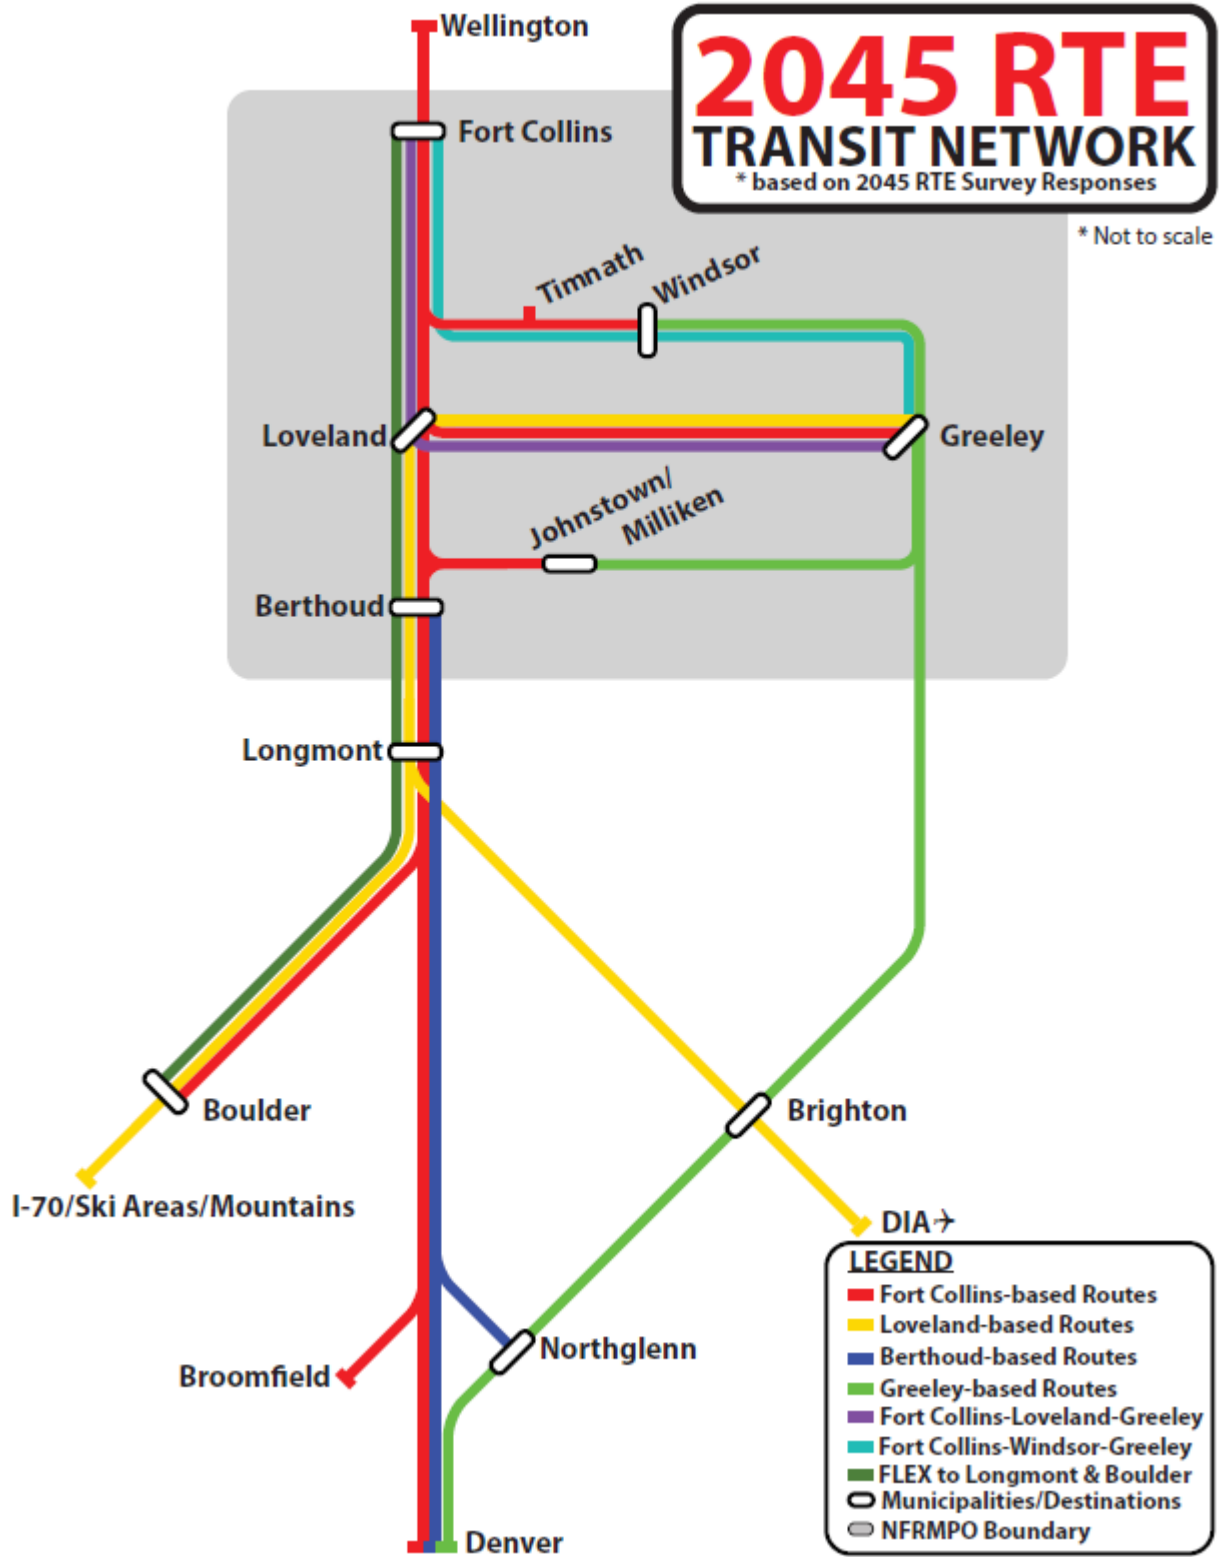 Wellington
2045 RTE
TRANSIT NETWORK
* based on 2045 RTE Survey Responses
* Not to scale
Fort Collins
Timnath
Windsor
Loveland
Greeley
Johnstown/
Milliken
Berthoud
Longmont
Boulder
Brighton
I-70/Ski Areas/Mountains
DIA✈
Broomfield
Northglenn
Denver
LEGEND
Fort Collins-based Routes
Loveland-based Routes
Berthoud-based Routes
Greeley-based Routes
Fort Collins-Loveland-Greeley
Fort Collins-Windsor-Greeley
FLEX to Longmont & Boulder
Municipalities/Destinations
NFRMPO Boundary